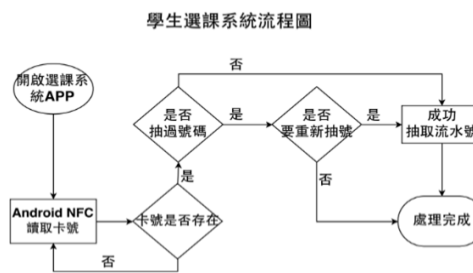 學生選課系統流程圖
否
開啟選課系
統APP
是否
抽過號碼
是
是否
要重新抽號
是
成功
抽取流水號
是
否
Android NFC
讀取卡號
卡號是否存在
處理完成
否